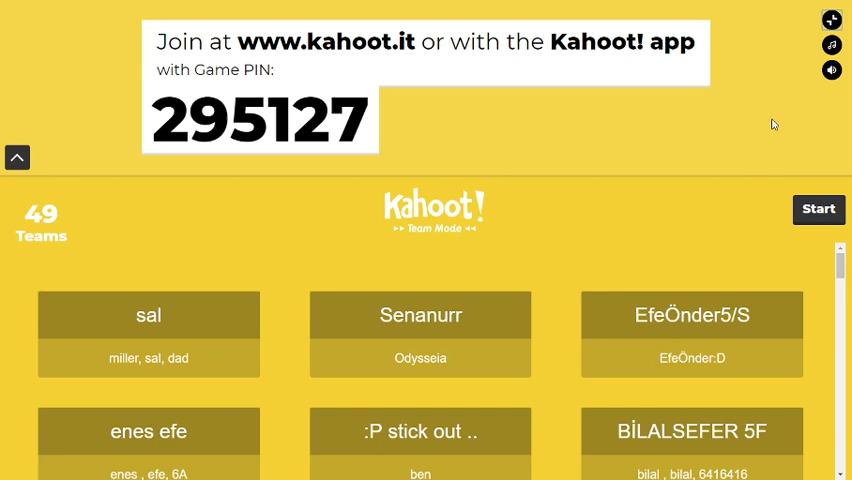 Join at www.kahoot.it or with the Kahoot! app
with Game PIN:
295127
49
Teams
Kahoot!
Team Mode
Start
sal
miller, sal, dad
Senanurr
Odysseia
EfeÖnder5/S
EfeÖnder:D
enes efe
enes , efe, 6A
:P stick out ..
ben
BİLALSEFER 5F
bilal , bilal, 6416416